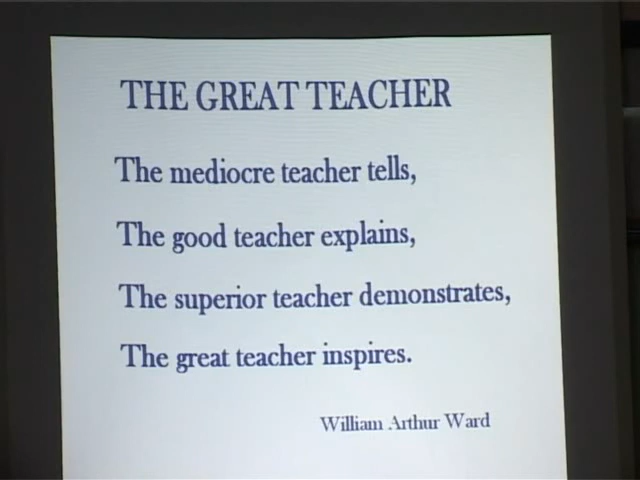 THE GREAT TEACHER
The mediocre teacher tells,
The good teacher explains,
The superior teacher demonstrates,
The great teacher inspires.
William Arthur Ward